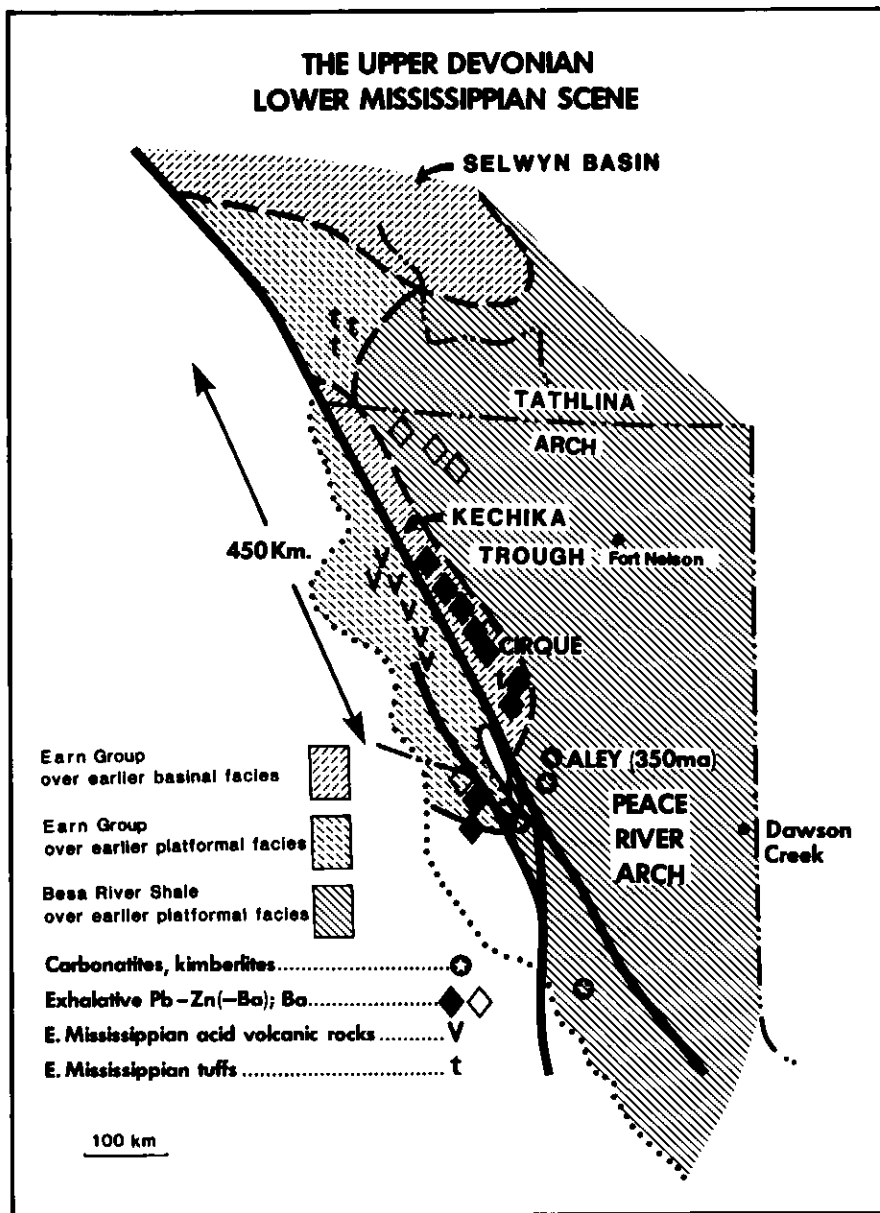 THE UPPER DEVONIAN
LOWER MISSISSIPPIAN SCENE
SELWYN BASIN
t t
t
TATHLINA
ARCH
KECHIKA
TROUGH
Fort Nelson
450Km.
V
V V
V
V
V
V
CIRQUE
t
ALEY (350ma)
PEACE
RIVER
ARCH
Dawson
Creek
Earn Group
over earlier basinal facies
Earn Group
over earlier platformal facies
Besa River Shale
over earlier platformal facies
Carbonatites, kimberlites
Exhalative Pb-Zn(-Ba); Ba
E. Mississippian acid volcanic rocks V
E. Mississippian tuffs t
100 km